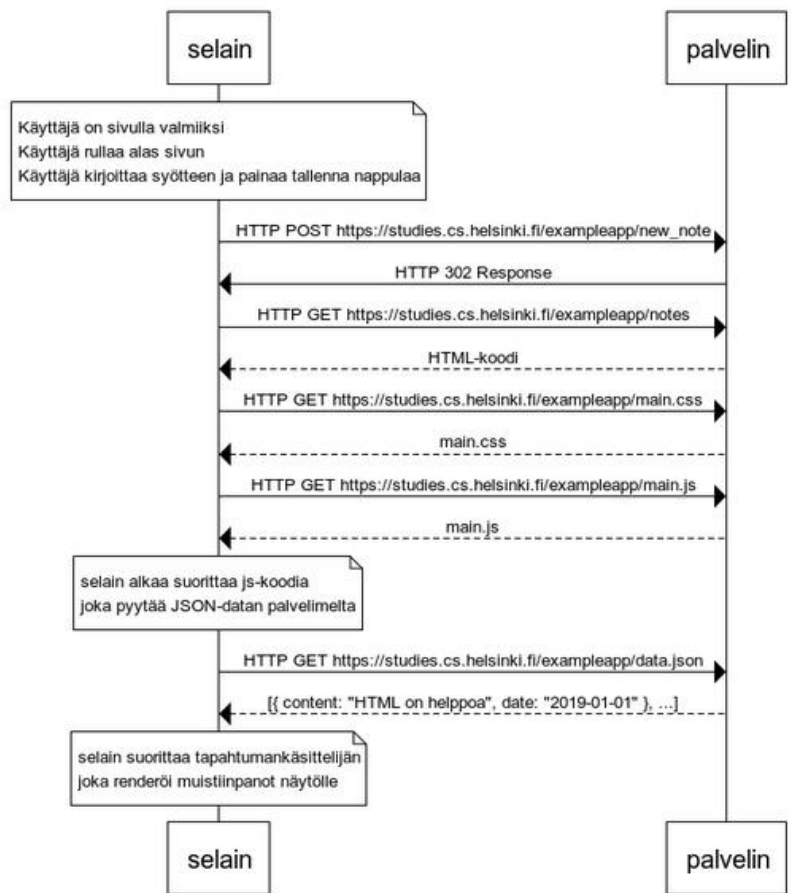 selain
palvelin
Käyttäjä on sivulla valmiiksi
Käyttäjä rullaa alas sivun
Käyttäjä kirjoittaa syötteen ja painaa tallenna nappulaa
HTTP POST https://studies.cs.helsinki.fi/exampleapp/new_note
HTTP 302 Response
HTTP GET https://studies.cs.helsinki.fi/exampleapp/notes
HTML-koodi
HTTP GET https://studies.cs.helsinki.fi/exampleapp/main.css
main.css
HTTP GET https://studies.cs.helsinki.fi/exampleapp/main.js
main.js
selain alkaa suorittaa js-koodia
joka pyytää JSON-datan palvelimelta
HTTP GET https://studies.cs.helsinki.fi/exampleapp/data.json
[{ content: "HTML on helppoa", date: "2019-01-01" }, ...]
selain suorittaa tapahtumankäsittelijän
joka renderöi muistiinpanot näytölle
selain
palvelin